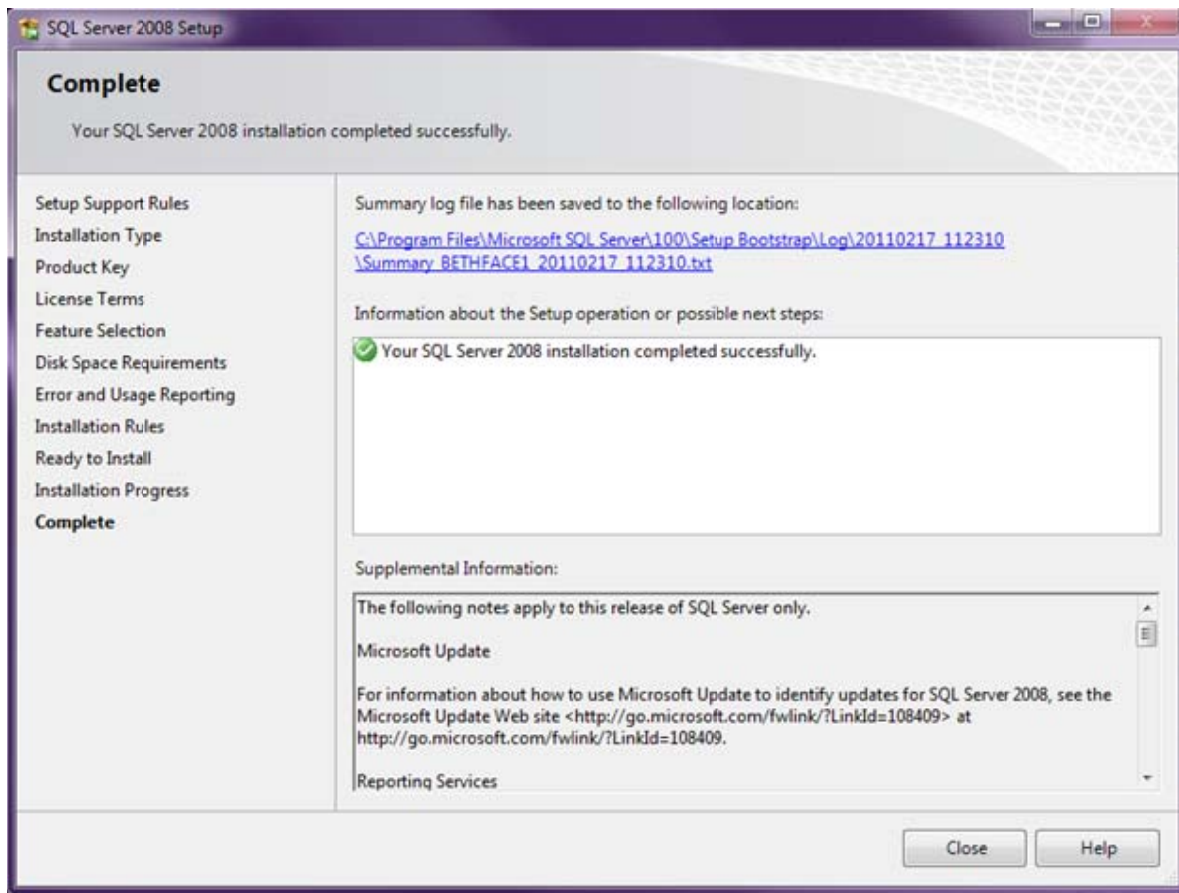 SQL Server 2008 Setup
Complete
Your SQL Server 2008 installation completed successfully.
Setup Support Rules
Installation Type
Product Key
License Terms
Feature Selection
Disk Space Requirements
Error and Usage Reporting
Installation Rules
Ready to Install
Installation Progress
Complete
Summary log file has been saved to the following location:
C:\Program Files\Microsoft SQL Server\100\Setup Bootstrap\Log\20110217_112310
\Summary_BETHFACE1_20110217_112310.txt
Information about the Setup operation or possible next steps:
Your SQL Server 2008 installation completed successfully.
Supplemental Information:
The following notes apply to this release of SQL Server only.
Microsoft Update
For information about how to use Microsoft Update to identify updates for SQL Server 2008, see the
Microsoft Update Web site <http://go.microsoft.com/fwlink/?LinkId=108409> at
http://go.microsoft.com/fwlink/?LinkId=108409.
Reporting Services
Close
Help